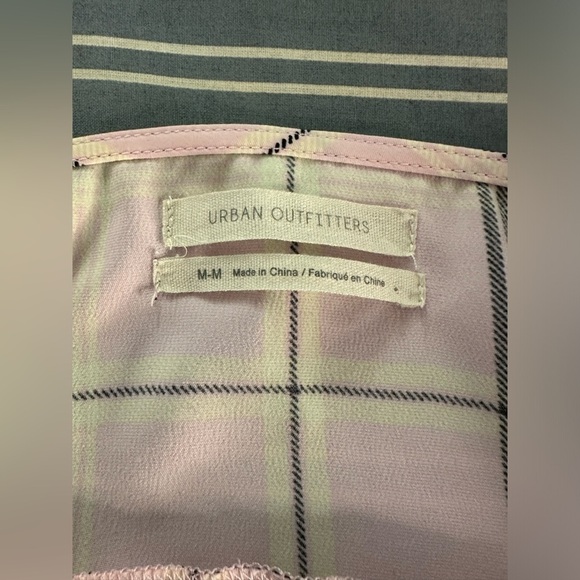 URBAN OUTFITTERS
M-M Made in China / Fabriqué en Chine